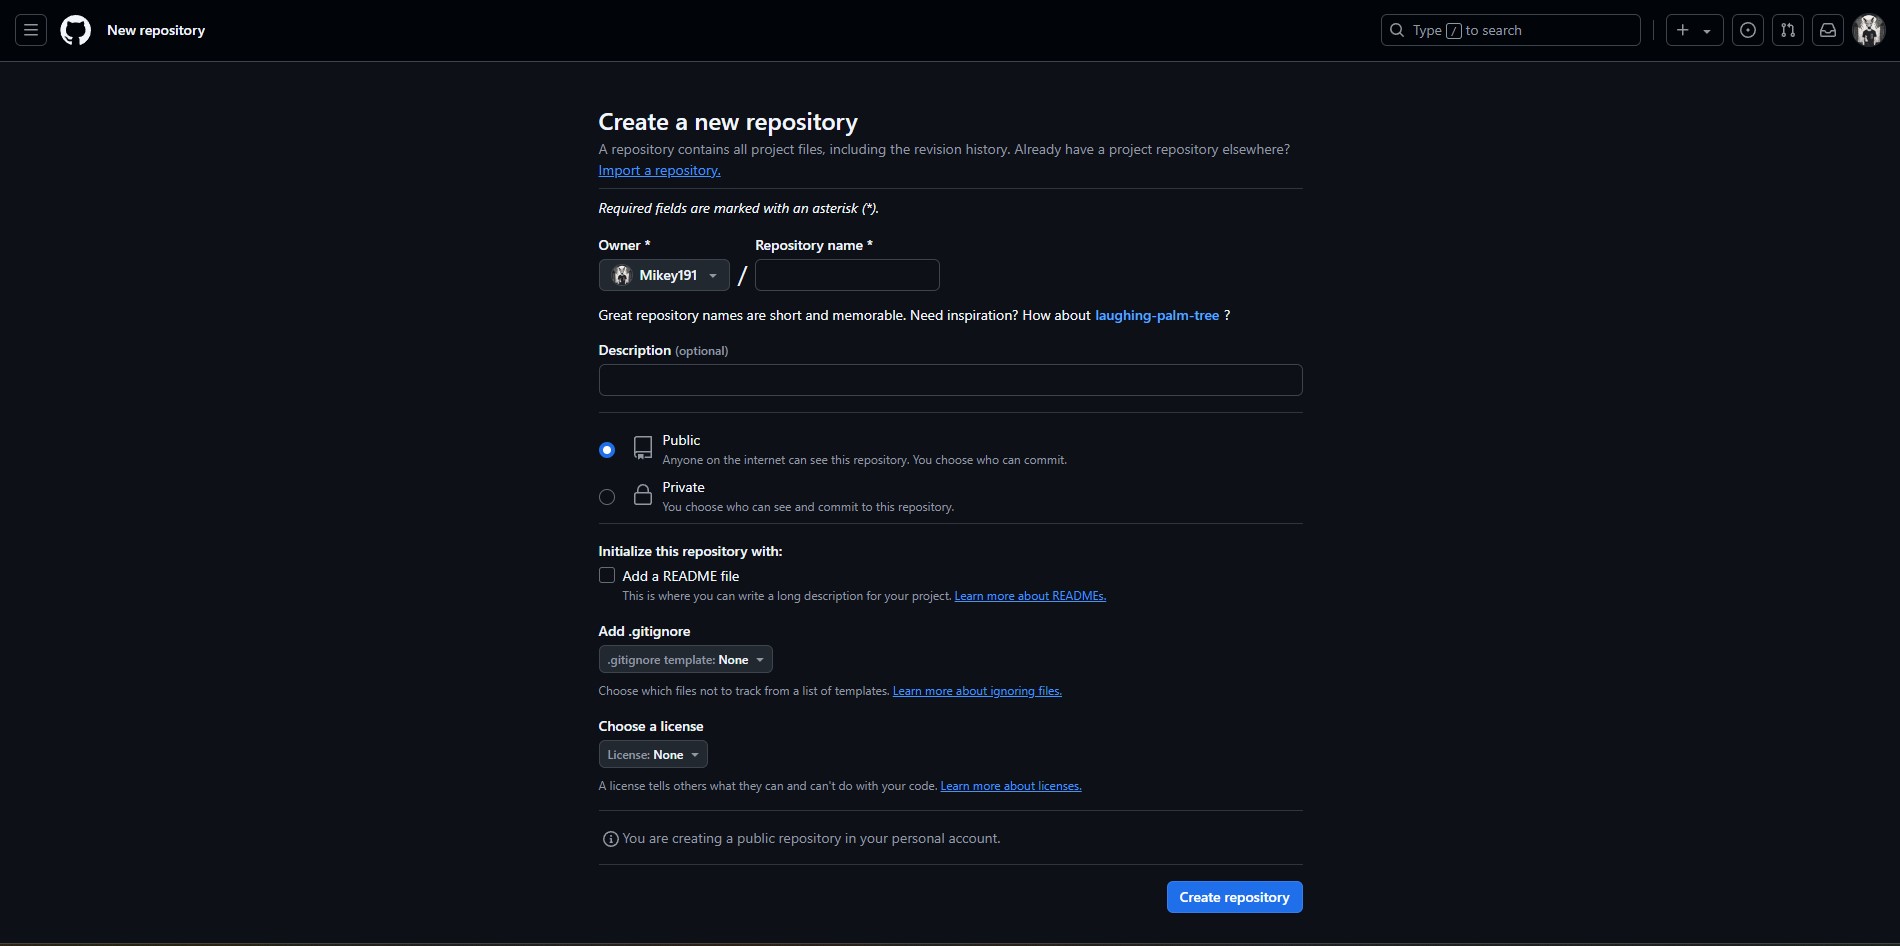 New repository
Type / to search
Create a new repository
A repository contains all project files, including the revision history. Already have a project repository elsewhere?
Import a repository.
Required fields are marked with an asterisk (*).
Owner * Repository name *
Mikey191 /
Great repository names are short and memorable. Need inspiration? How about laughing-palm-tree ?
Description (optional)
Public
Anyone on the internet can see this repository. You choose who can commit.
Private
You choose who can see and commit to this repository.
Initialize this repository with:
Add a README file
This is where you can write a long description for your project. Learn more about READMEs.
Add .gitignore
.gitignore template: None
Choose which files not to track from a list of templates. Learn more about ignoring files.
Choose a license
License: None
A license tells others what they can and can't do with your code. Learn more about licenses.
You are creating a public repository in your personal account.
Create repository